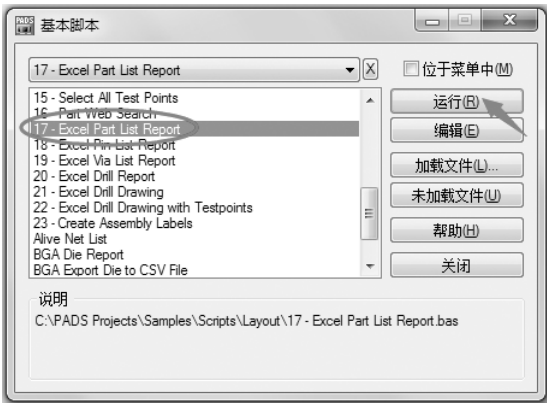 PADS
基本脚本
17 - Excel Part List Report
X
位于菜单中(M)
15 - Select All Test Points
16 - Part Web Search
17 - Excel Part List Report
18 - Excel Pin List Report
19 - Excel Via List Report
20 - Excel Drill Report
21 - Excel Drill Drawing
22 - Excel Drill Drawing with Testpoints
23 - Create Assembly Labels
Alive Net List
BGA Die Report
BGA Export Die to CSV File
运行(R)
编辑(E)
加载文件(L)...
未加载文件(U)
帮助(H)
关闭
说明
C:\PADS Projects\Samples\Scripts\Layout\17 - Excel Part List Report.bas